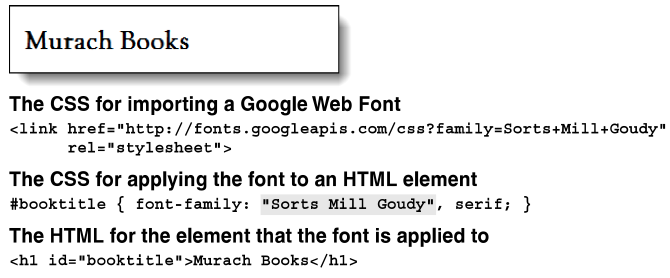 Murach Books
The CSS for importing a Google Web Font
<link href="http://fonts.googleapis.com/css?family=Sorts+Mill+Goudy"
rel="stylesheet">
The CSS for applying the font to an HTML element
#booktitle { font-family: "Sorts Mill Goudy", serif; }
The HTML for the element that the font is applied to
<h1 id="booktitle">Murach Books</h1>